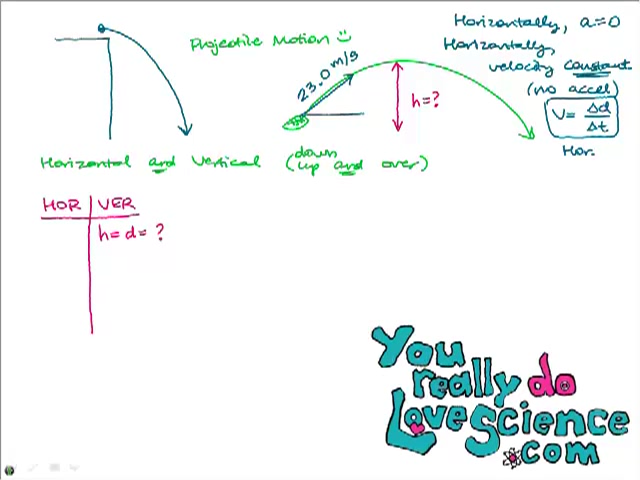 Projectile Motion
23.0 m/s
h=?
Horizontally, a=0
Horizontally,
velocity constant
(no accel)
V= Δd/Δt
Hor.
down
Horizontal and Vertical (up and over)
HOR VER
h= d= ?
You
really do
Love Science
.com